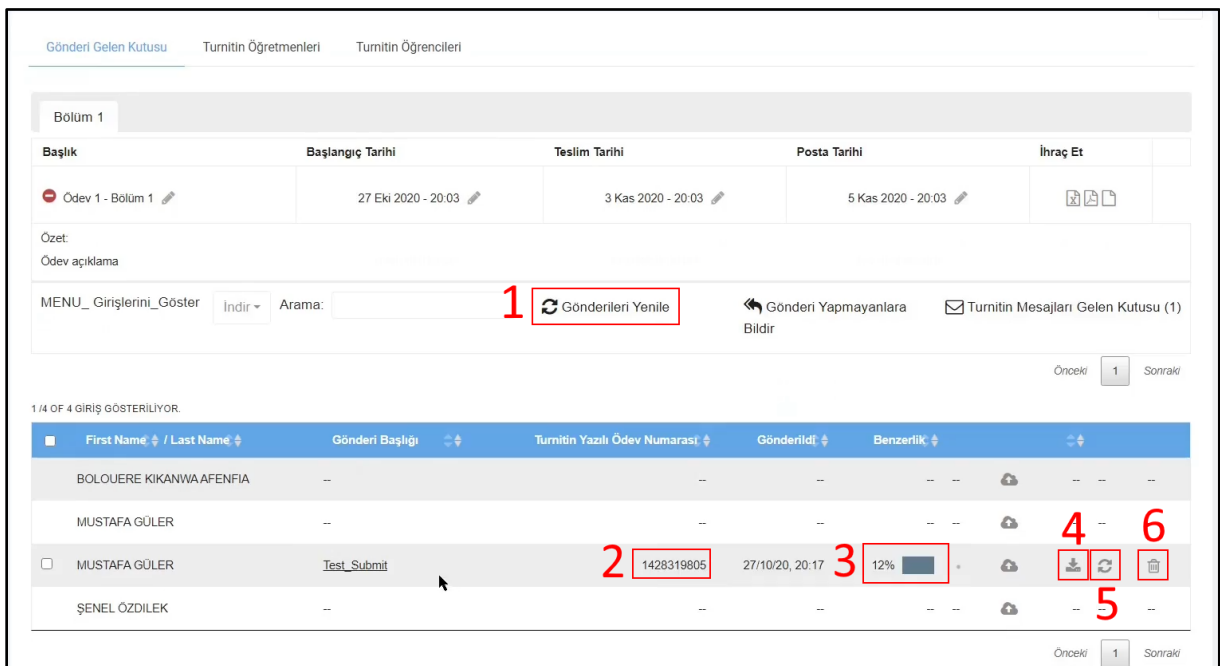 Gönderi Gelen Kutusu Turnitin Öğretmenleri Turnitin Öğrencileri
Bölüm 1
Başlık Başlangıç Tarihi Teslim Tarihi Posta Tarihi İhraç Et
Ödev 1 - Bölüm 1 27 Eki 2020 - 20:03 3 Kas 2020 - 20:03 5 Kas 2020 - 20:03
Özet:
Ödev açıklama
MENU_ Girişlerini_Göster İndir Arama: 1 Gönderileri Yenile Gönderi Yapmayanlara Turnitin Mesajları Gelen Kutusu (1)
Bildir
Önceki 1 Sonraki
1 /4 OF 4 GİRİŞ GÖSTERİLİYOR.
First Name / Last Name Gönderi Başlığı Turnitin Yazılı Ödev Numarası Gönderildi Benzerlik
BOLOUERE KIKANWA AFENFIA -- -- -- -- -- -- -- --
MUSTAFA GÜLER -- -- -- -- -- -- --
4 6
MUSTAFA GÜLER Test_Submit 2 1428319805 27/10/20, 20:17 3 12%
5
ŞENEL ÖZDILEK -- -- -- -- -- -- -- --
Önceki 1 Sonraki